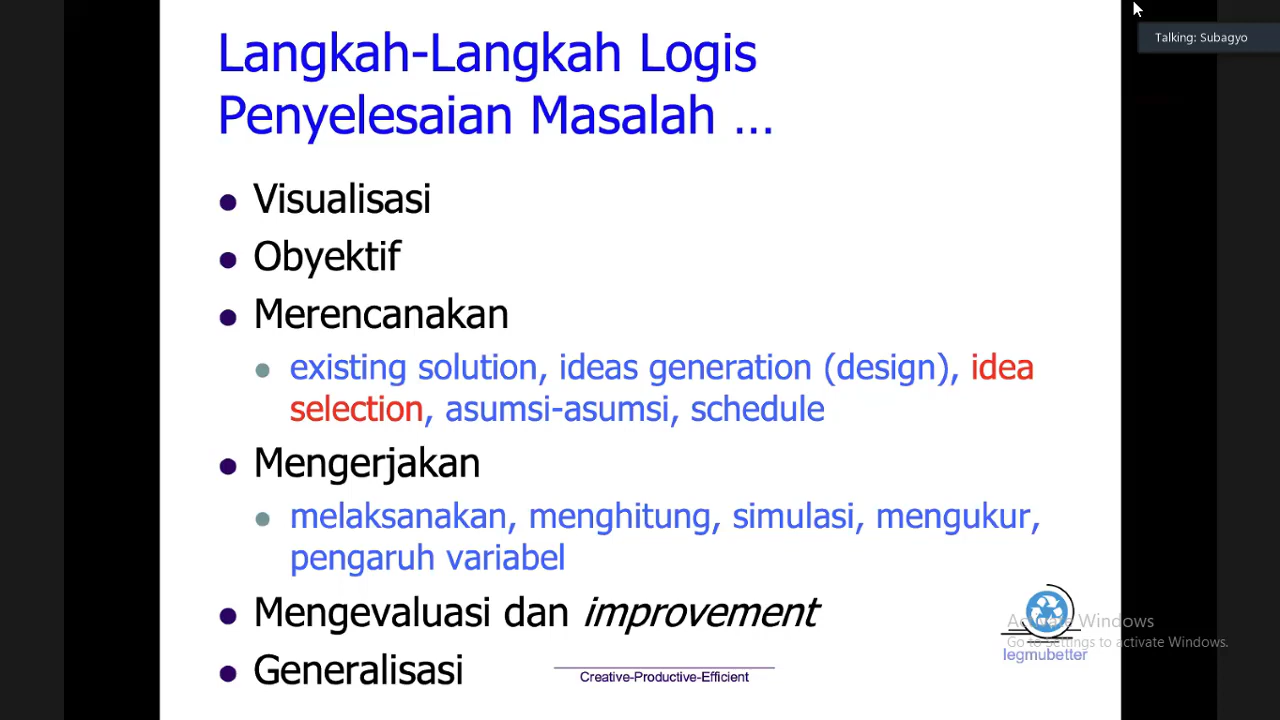 Talking: Subagyo
Langkah-Langkah Logis
Penyelesaian Masalah ...
Visualisasi
Obyektif
Merencanakan
existing solution, ideas generation (design), idea
selection, asumsi-asumsi, schedule
Mengerjakan
melaksanakan, menghitung, simulasi, mengukur,
pengaruh variabel
Mengevaluasi dan improvement
Generalisasi
Creative-Productive-Efficient
Activate Windows
Go to Settings to activate Windows.
legmubetter